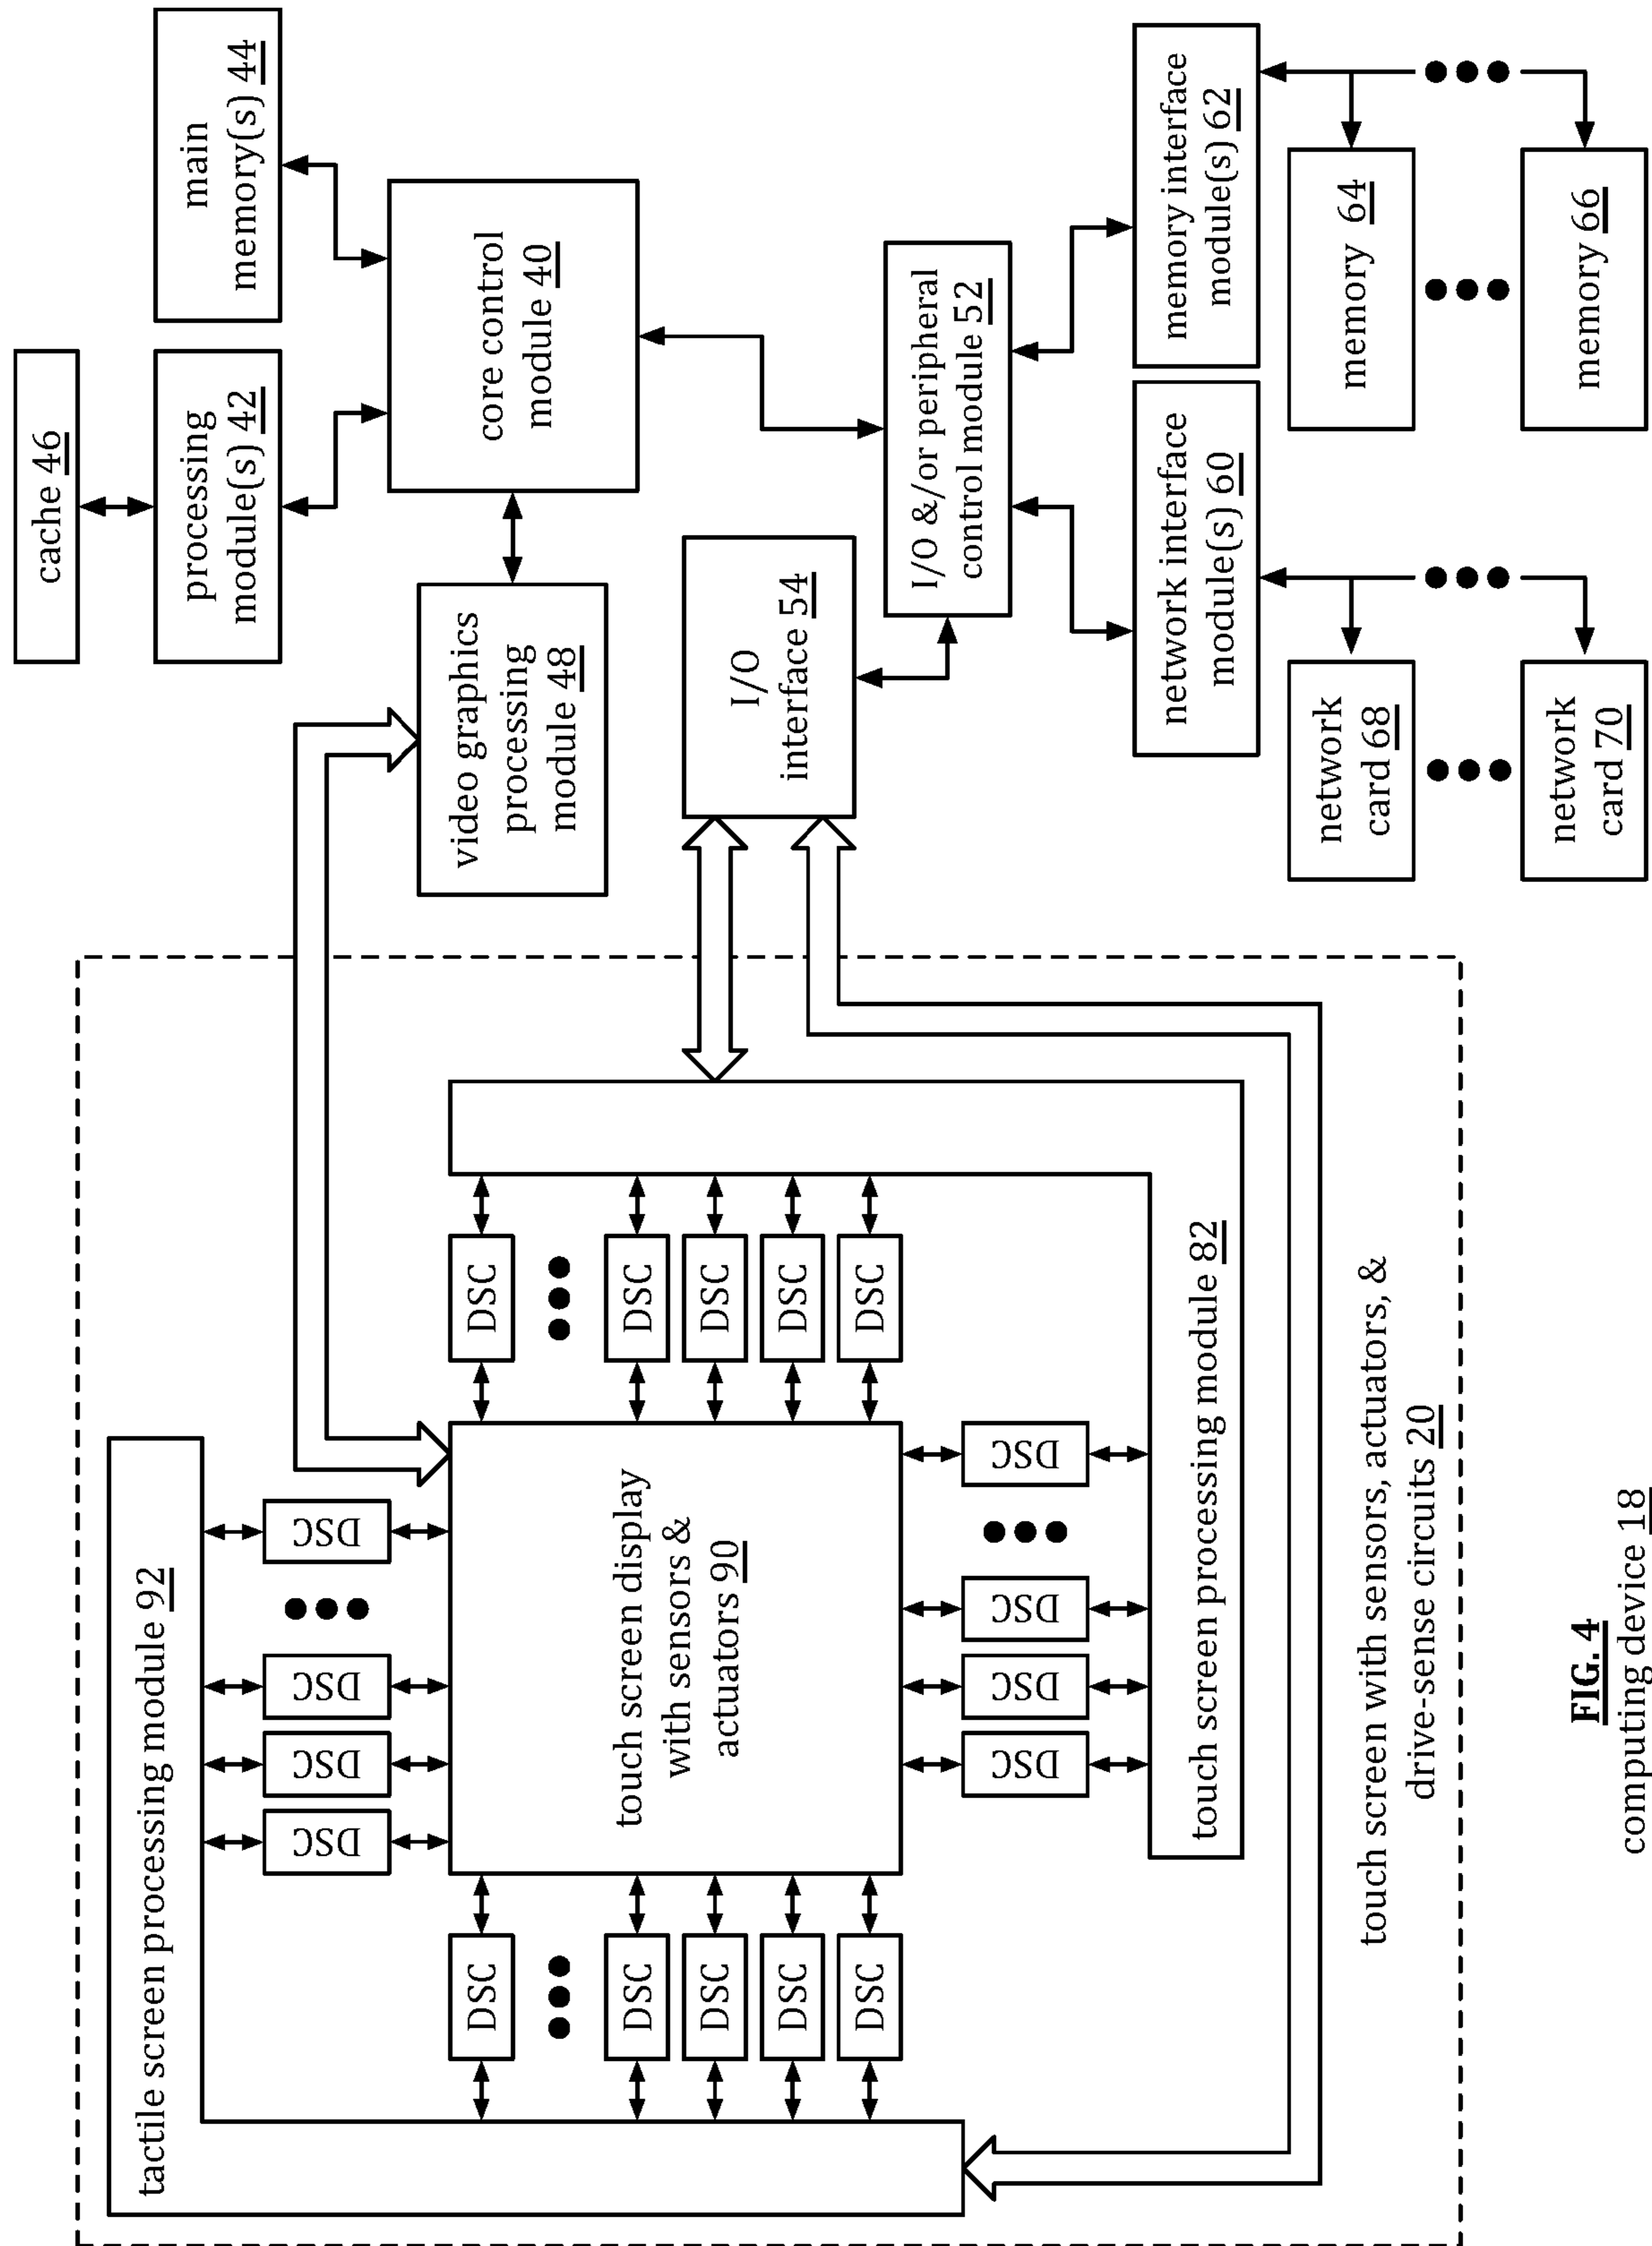 cache 46
processing
module(s) 42
main
memory(s) 44
core control
module 40
video graphics
processing
module 48
I/O
interface 54
I/O &/or peripheral
control module 52
network interface
module(s) 60
memory interface
module(s) 62
network
card 68
network
card 70
memory 64
memory 66
tactile screen processing module 92
DSC
DSC
DSC
DSC
DSC
DSC
DSC
DSC
DSC
touch screen display
with sensors &
actuators 90
DSC
DSC
DSC
DSC
DSC
DSC
DSC
DSC
DSC
touch screen processing module 82
touch screen with sensors, actuators, &
drive-sense circuits 20
FIG. 4
computing device 18